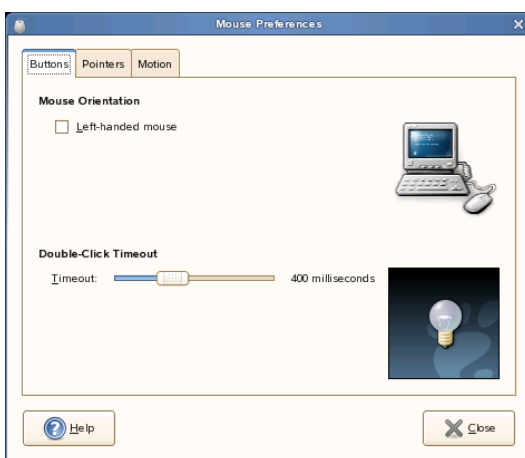 Mouse Preferences
Buttons Pointers Motion
Mouse Orientation
Left-handed mouse
Double-Click Timeout
Timeout: 400 milliseconds
Help Close